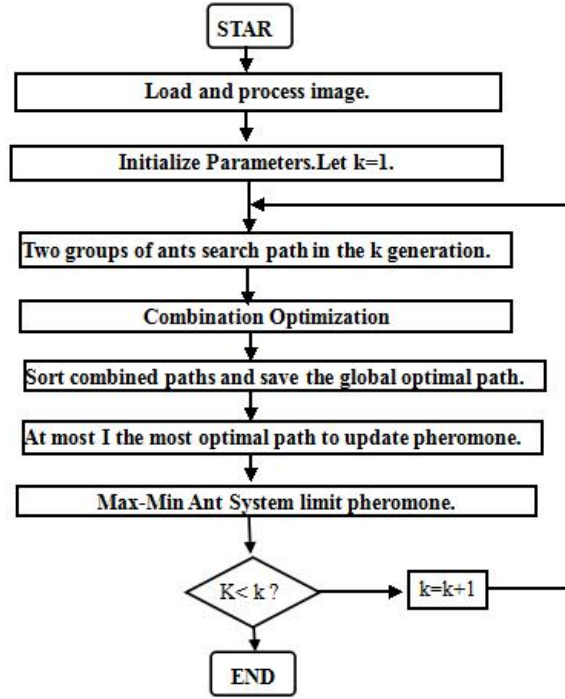 STAR
Load and process image.
Initialize Parameters.Let k=1.
Two groups of ants search path in the k generation.
Combination Optimization
Sort combined paths and save the global optimal path.
At most I the most optimal path to update pheromone.
Max-Min Ant System limit pheromone.
K< k ?
k=k+1
END